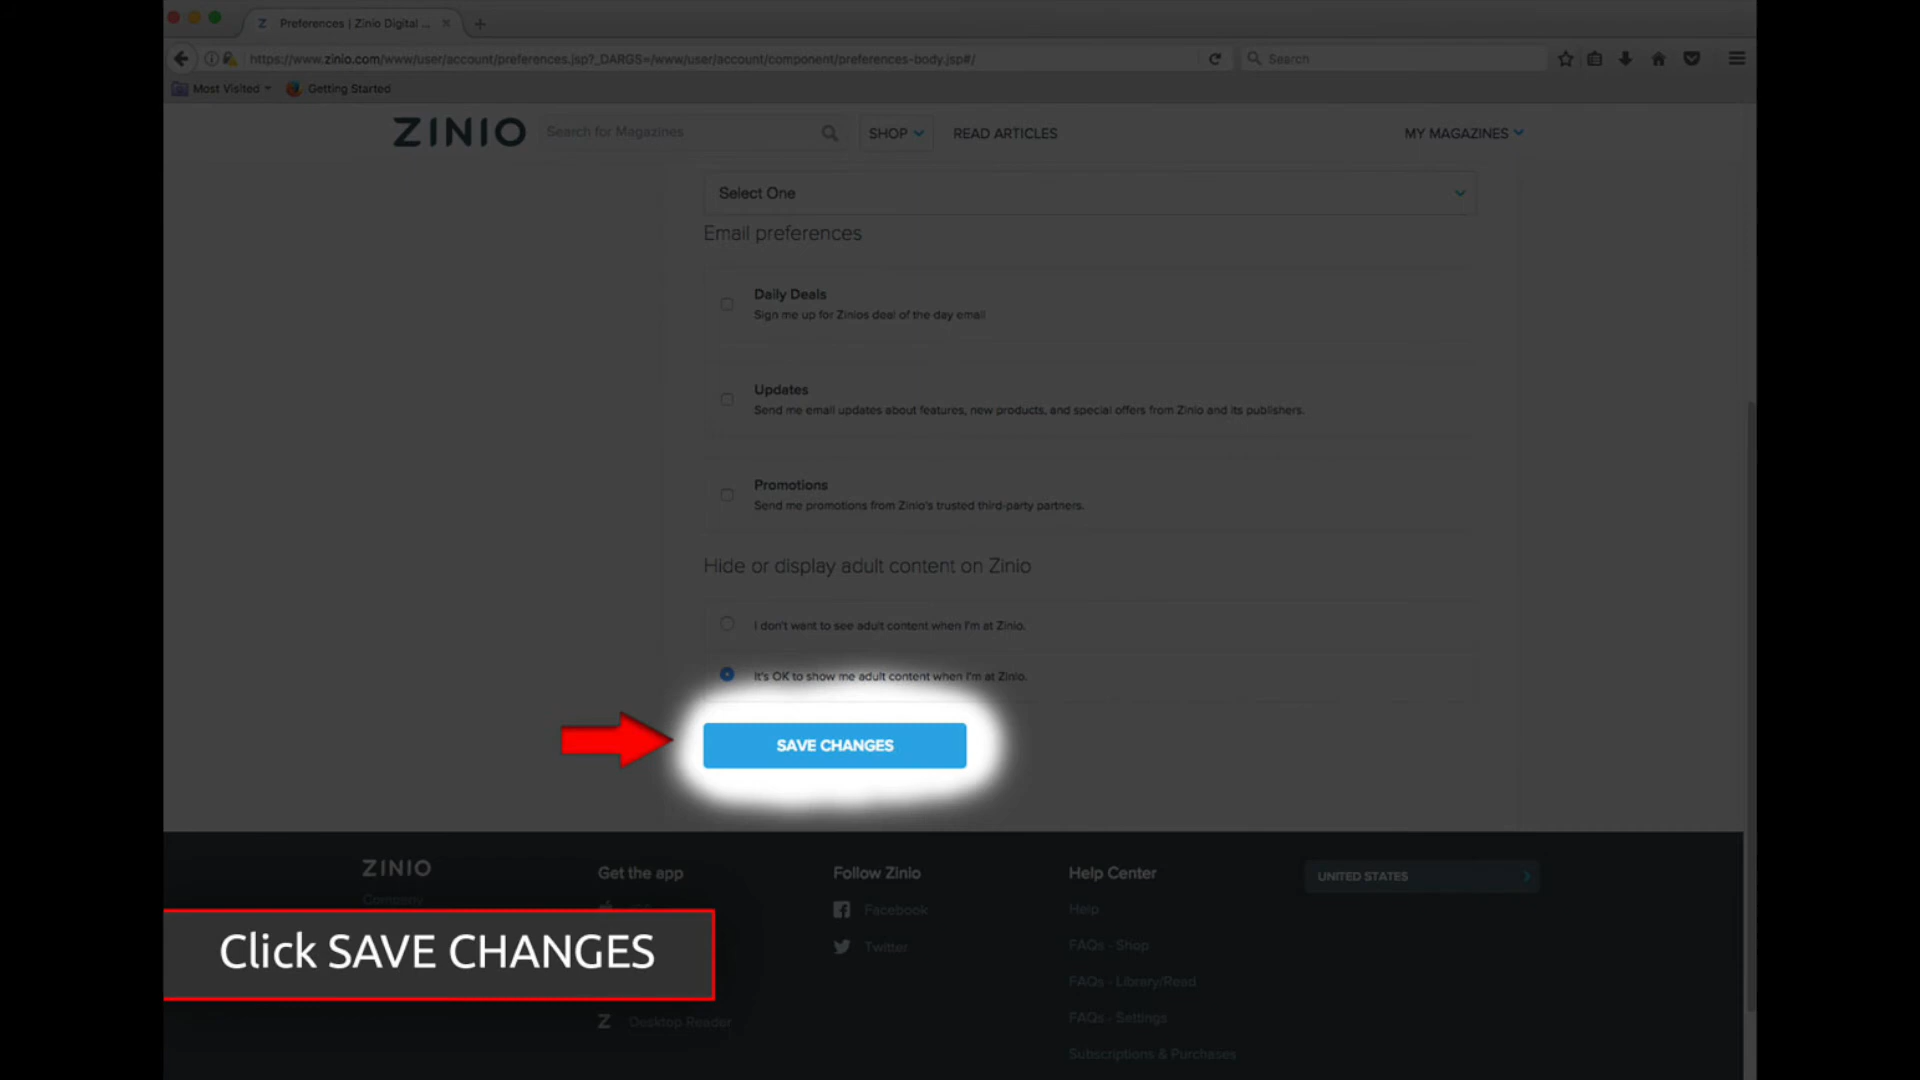 Preferences | Zinio Digital ...
https://www.zinio.com/www/user/account/preferences.jsp?_DARGS=/www/user/account/component/preferences-body.jsp#/
Search
Most Visited
Getting Started
ZINIO
Search for Magazines
SHOP
READ ARTICLES
MY MAGAZINES
Select One
Email preferences
Daily Deals
Sign me up for Zinios deal of the day email
Updates
Send me email updates about features, new products, and special offers from Zinio and its publishers.
Promotions
Send me promotions from Zinio's trusted third-party partners.
Hide or display adult content on Zinio
I don't want to see adult content when I'm at Zinio.
It's OK to show me adult content when I'm at Zinio.
SAVE CHANGES
ZINIO
Company
Get the app
Follow Zinio
Facebook
Twitter
Help Center
Help
FAQs - Shop
FAQs - Library/Read
FAQs - Settings
Subscriptions & Purchases
UNITED STATES
Click SAVE CHANGES
Desktop Reader